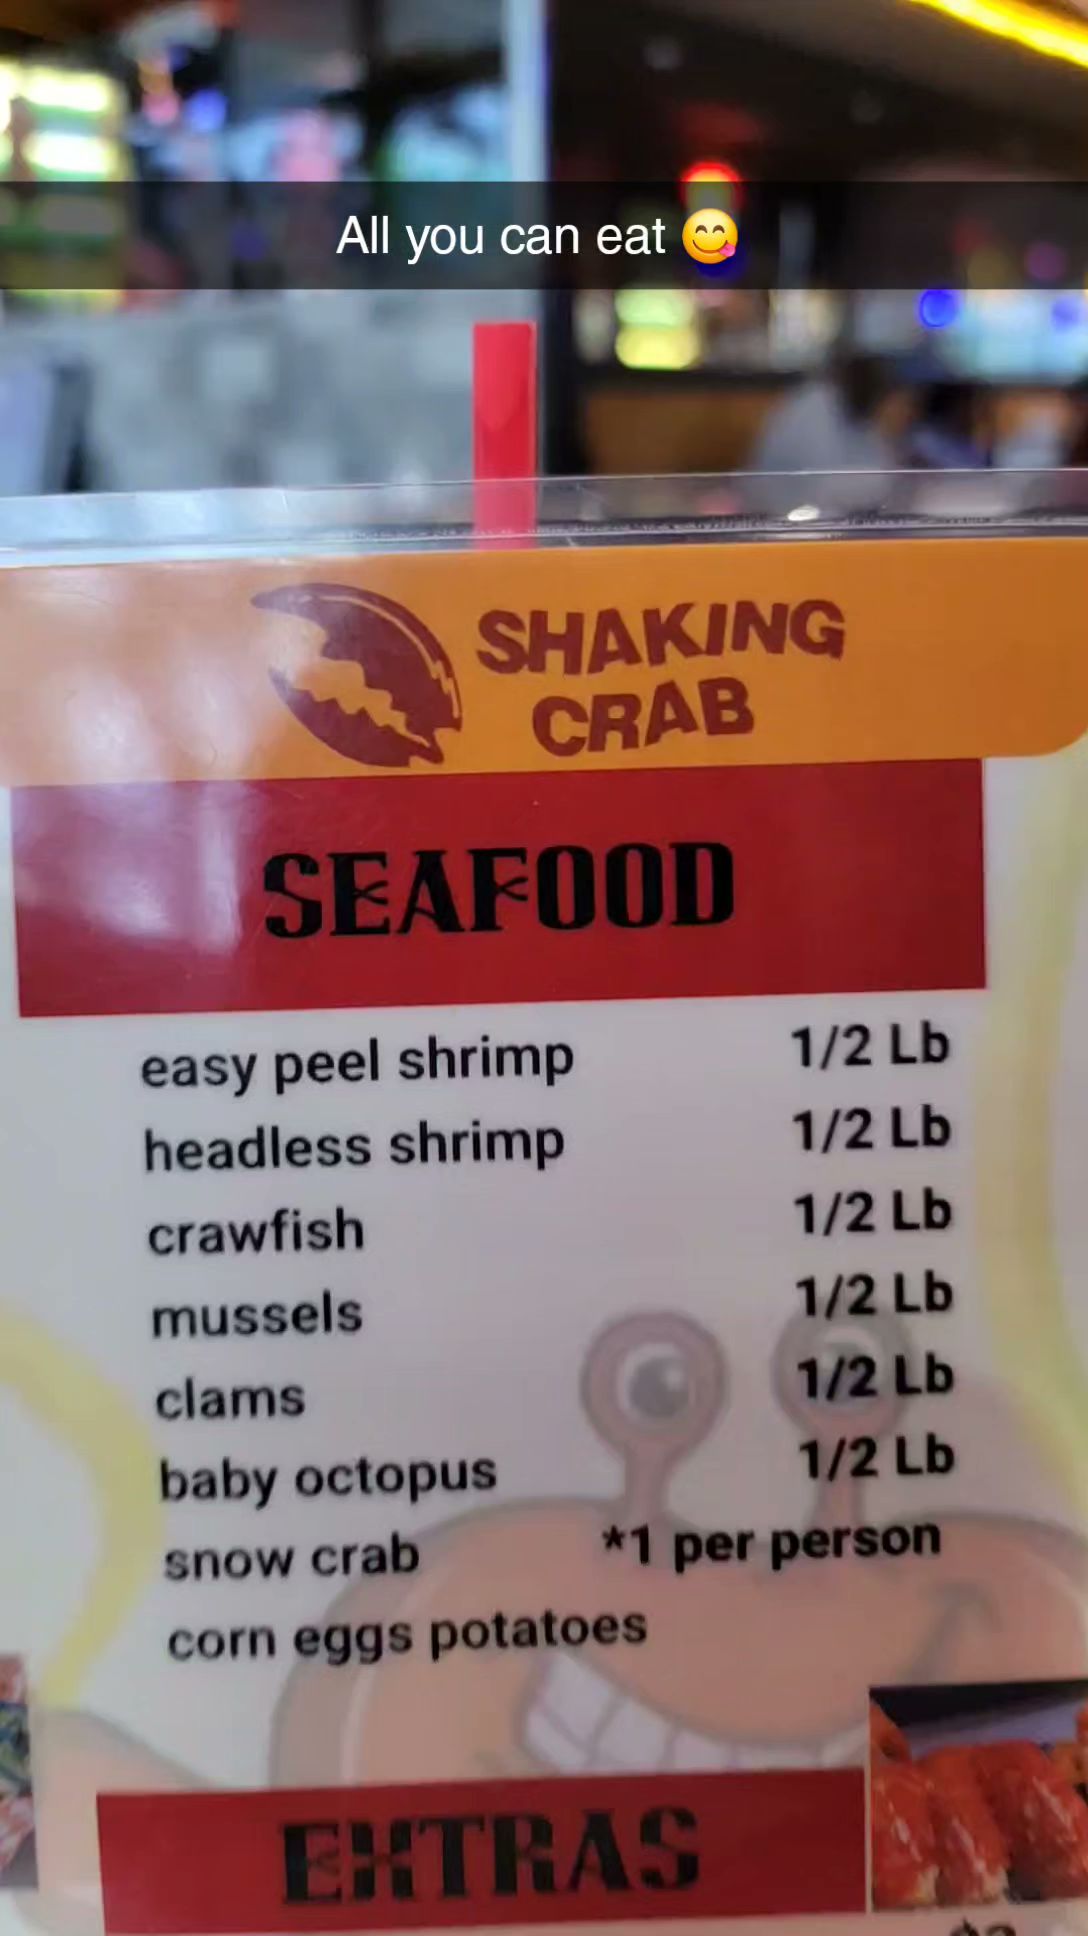 All you can eat 😋
SHAKING
CRAB
SEAFOOD
easy peel shrimp 1/2 Lb
headless shrimp 1/2 Lb
crawfish 1/2 Lb
mussels 1/2 Lb
clams 1/2 Lb
baby octopus 1/2 Lb
snow crab *1 per person
corn eggs potatoes
EXTRAS